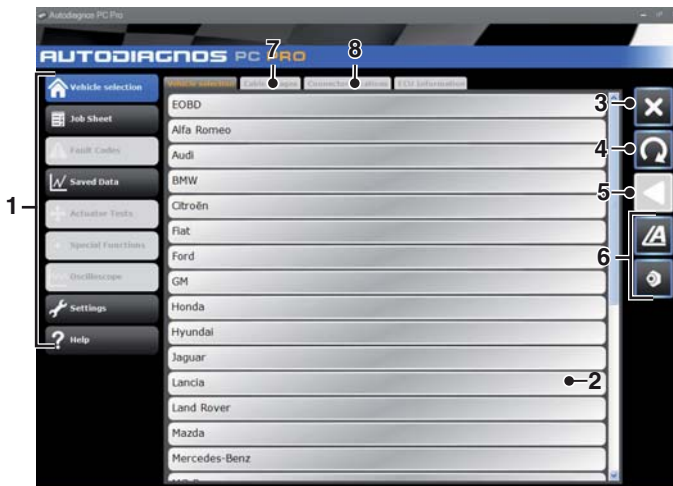 Autodiagnos PC Pro
AUTODIAGNOS PC PRO
7
8
1
Vehicle selection
Job Sheet
Fault Codes
Saved Data
Actuator Tests
Special Functions
Oscilloscope
Settings
Help
Vehicle selection
ECU Information
EOBD
Alfa Romeo
Audi
BMW
Citroën
Fiat
Ford
GM
Honda
Hyundai
Jaguar
Lancia
2
Land Rover
Mazda
Mercedes-Benz
3
4
5
6